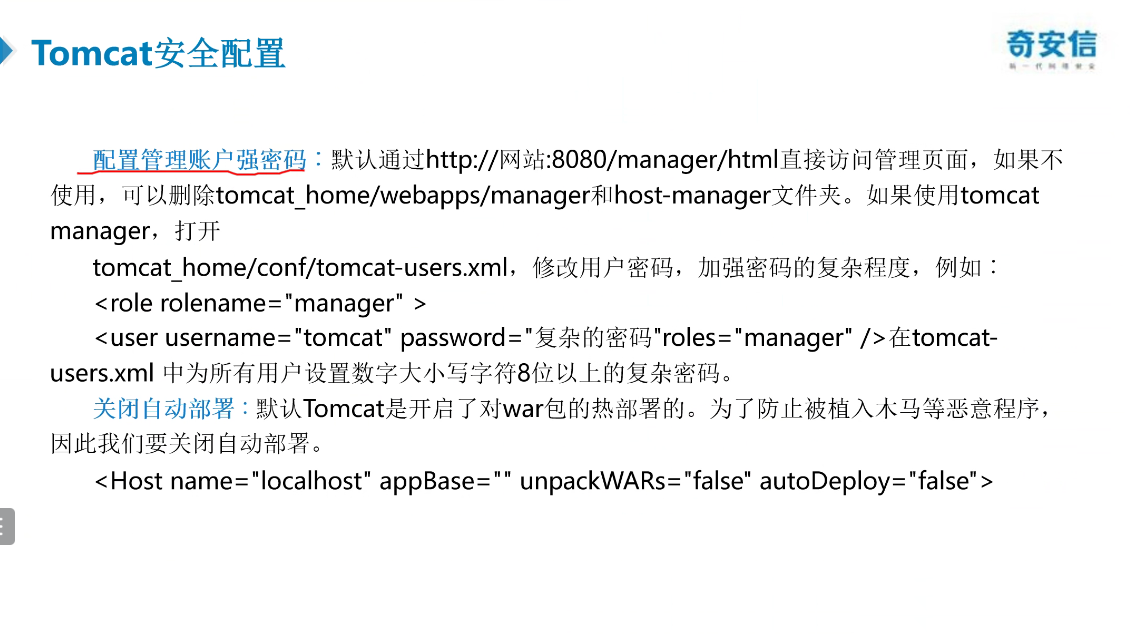 Tomcat安全配置
奇安信
新一代网络安全
配置管理账户强密码：默认通过http://网站:8080/manager/html直接访问管理页面，如果不
使用，可以删除tomcat_home/webapps/manager和host-manager文件夹。如果使用tomcat
manager，打开
tomcat_home/conf/tomcat-users.xml，修改用户密码，加强密码的复杂程度，例如：
<role rolename="manager" >
<user username="tomcat" password="复杂的密码"roles="manager" />在tomcat-
users.xml 中为所有用户设置数字大小写字符8位以上的复杂密码。
关闭自动部署：默认Tomcat是开启了对war包的热部署的。为了防止被植入木马等恶意程序，
因此我们要关闭自动部署。
<Host name="localhost" appBase="" unpackWARs="false" autoDeploy="false">